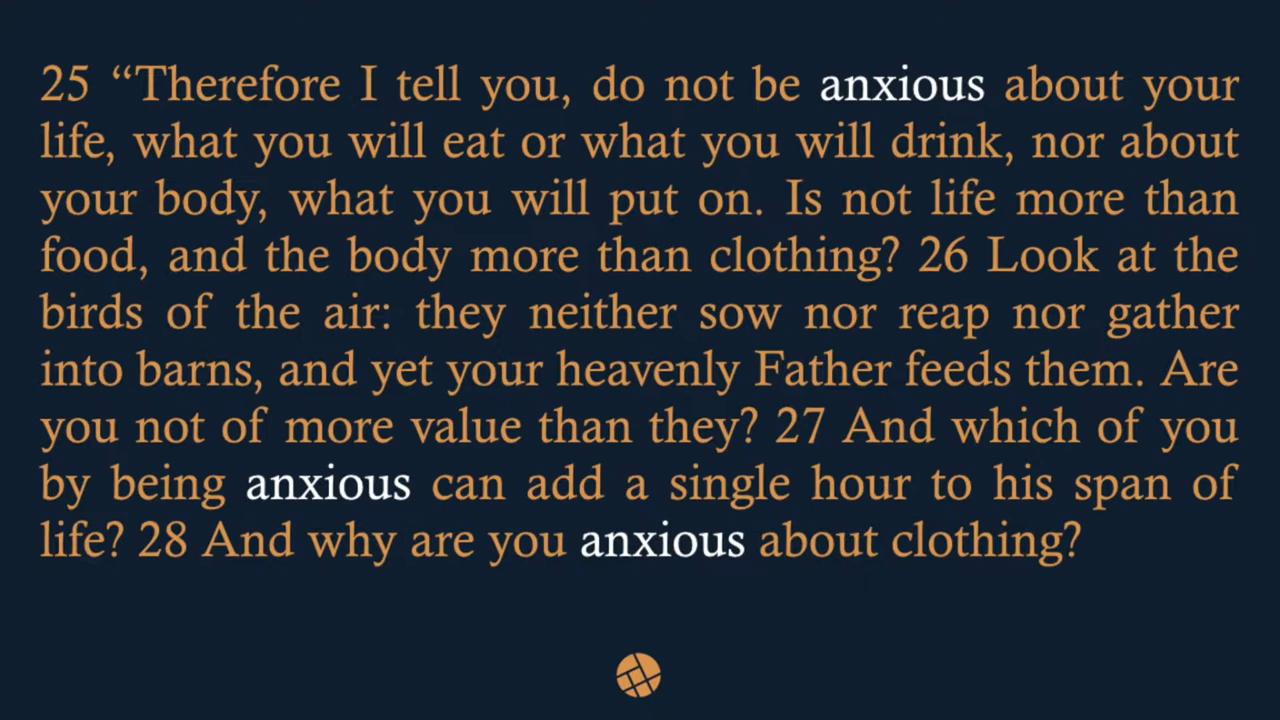 25 “Therefore I tell you, do not be anxious about your
life, what you will eat or what you will drink, nor about
your body, what you will put on. Is not life more than
food, and the body more than clothing? 26 Look at the
birds of the air: they neither sow nor reap nor gather
into barns, and yet your heavenly Father feeds them. Are
you not of more value than they? 27 And which of you
by being anxious can add a single hour to his span of
life? 28 And why are you anxious about clothing?